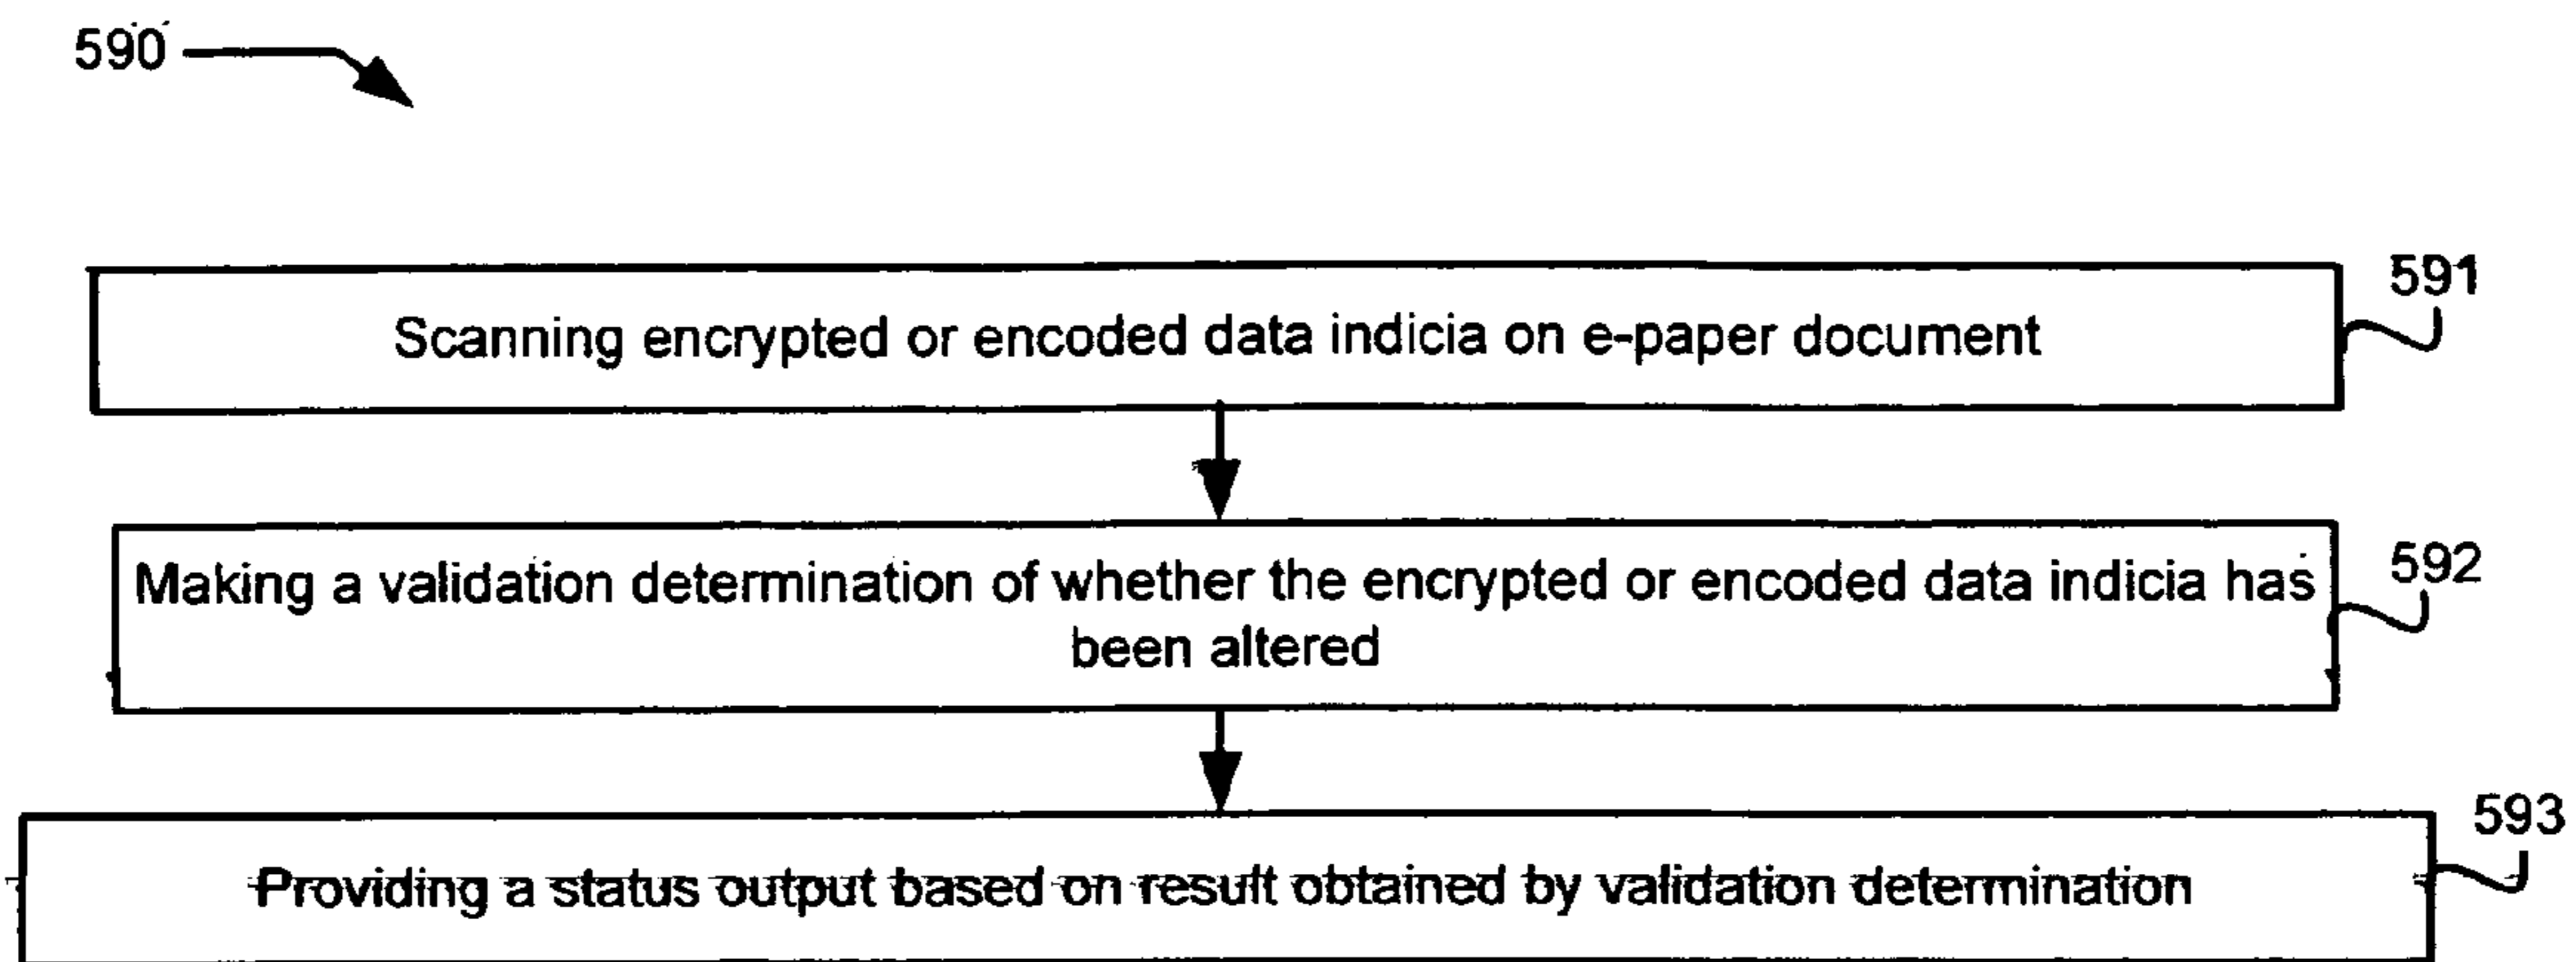 590
591
Scanning encrypted or encoded data indicia on e-paper document
592
Making a validation determination of whether the encrypted or encoded data indicia has
been altered
593
Providing a status output based on result obtained by validation determination